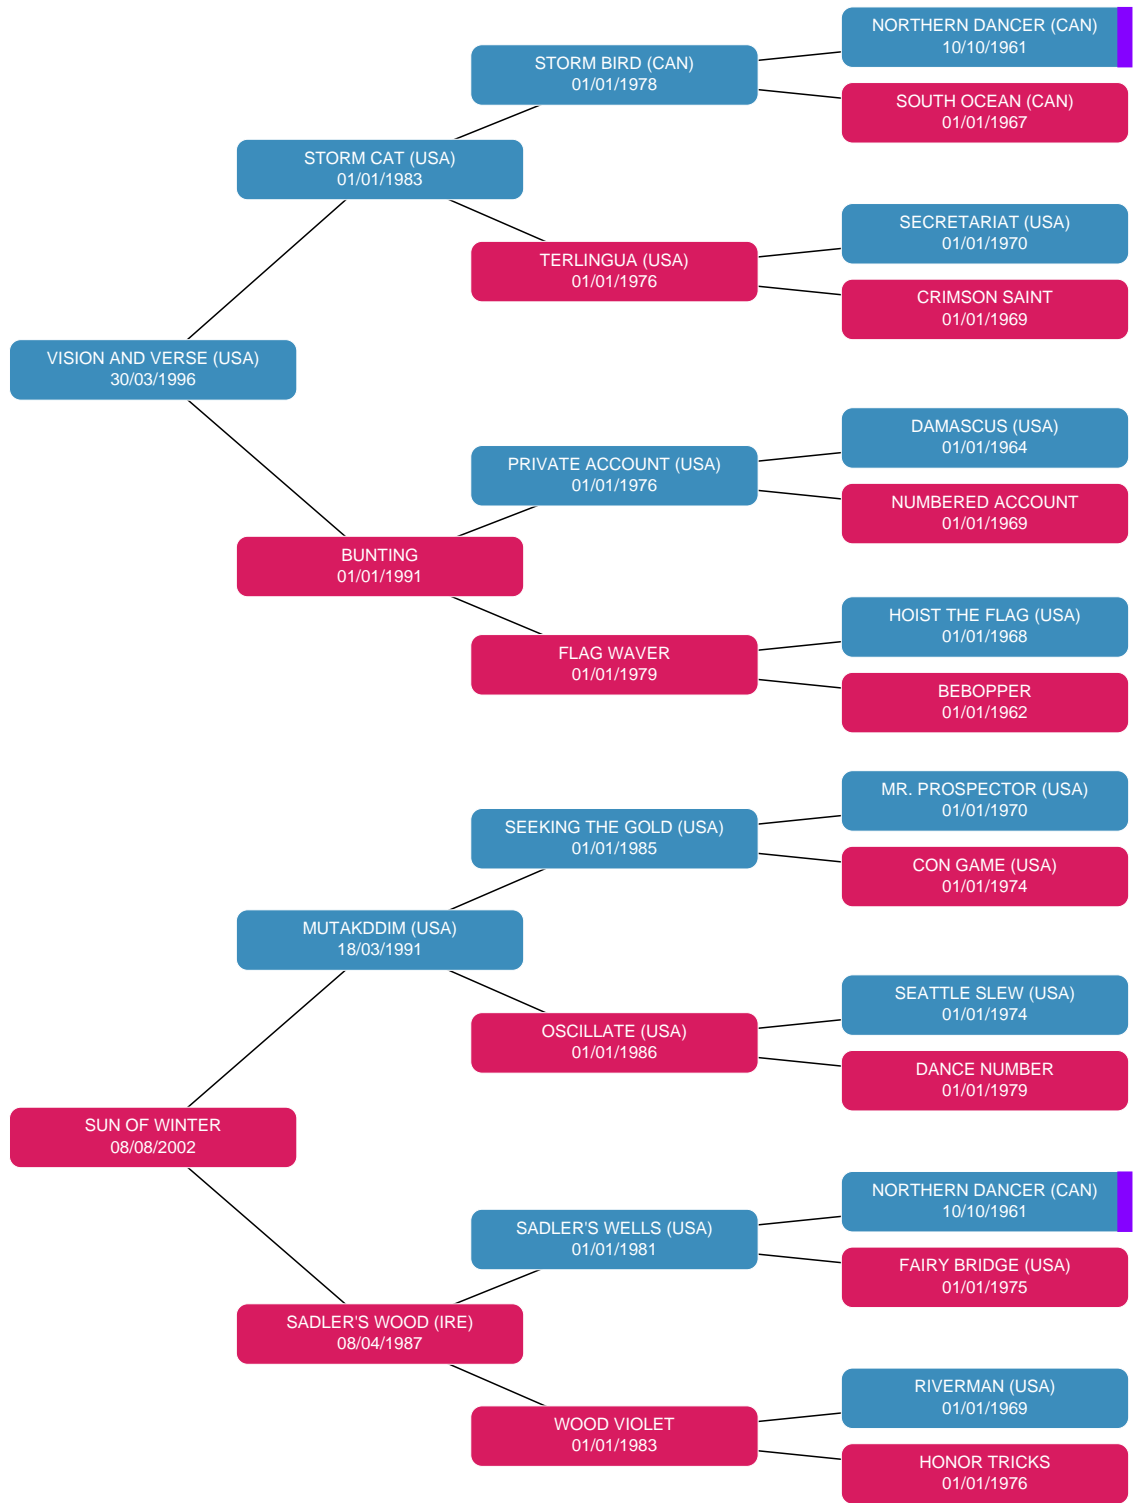 NORTHERN DANCER (CAN)
10/10/1961
STORM BIRD (CAN)
01/01/1978
SOUTH OCEAN (CAN)
01/01/1967
STORM CAT (USA)
01/01/1983
SECRETARIAT (USA)
01/01/1970
TERLINGUA (USA)
01/01/1976
CRIMSON SAINT
01/01/1969
VISION AND VERSE (USA)
30/03/1996
DAMASCUS (USA)
01/01/1964
PRIVATE ACCOUNT (USA)
01/01/1976
NUMBERED ACCOUNT
01/01/1969
BUNTING
01/01/1991
HOIST THE FLAG (USA)
01/01/1968
FLAG WAVER
01/01/1979
BEBOPPER
01/01/1962
MR. PROSPECTOR (USA)
01/01/1970
SEEKING THE GOLD (USA)
01/01/1985
CON GAME (USA)
01/01/1974
MUTAKDDIM (USA)
18/03/1991
SEATTLE SLEW (USA)
01/01/1974
OSCILLATE (USA)
01/01/1986
DANCE NUMBER
01/01/1979
SUN OF WINTER
08/08/2002
NORTHERN DANCER (CAN)
10/10/1961
SADLER'S WELLS (USA)
01/01/1981
FAIRY BRIDGE (USA)
01/01/1975
SADLER'S WOOD (IRE)
08/04/1987
RIVERMAN (USA)
01/01/1969
WOOD VIOLET
01/01/1983
HONOR TRICKS
01/01/1976